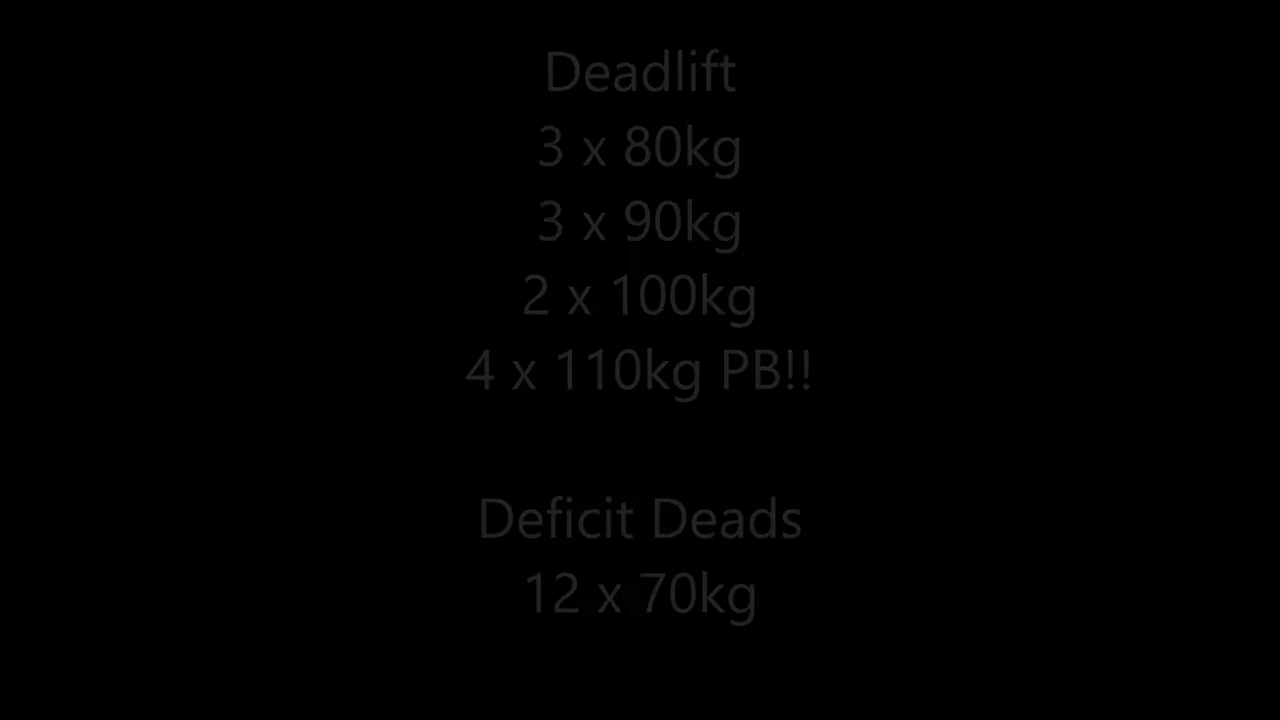 Deadlift
3 x 80kg
3 x 90kg
2 x 100kg
4 x 110kg PB!!
Deficit Deads
12 x 70kg